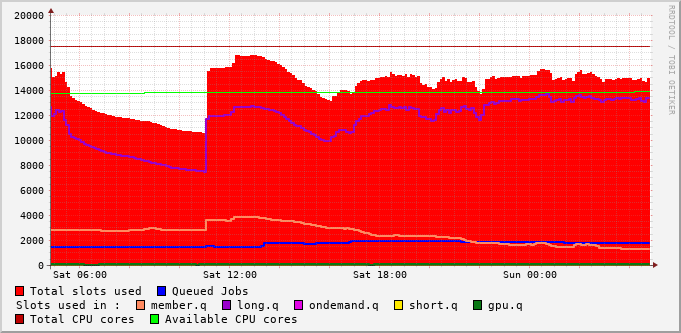 20000
18000
16000
14000
12000
10000
8000
6000
4000
2000
0
Sat 06:00 Sat 12:00 Sat 18:00 Sun 00:00
RRDTOOL / TOBI OETIKER
Total slots used Queued Jobs
Slots used in : member.q long.q ondemand.q short.q gpu.q
Total CPU cores Available CPU cores